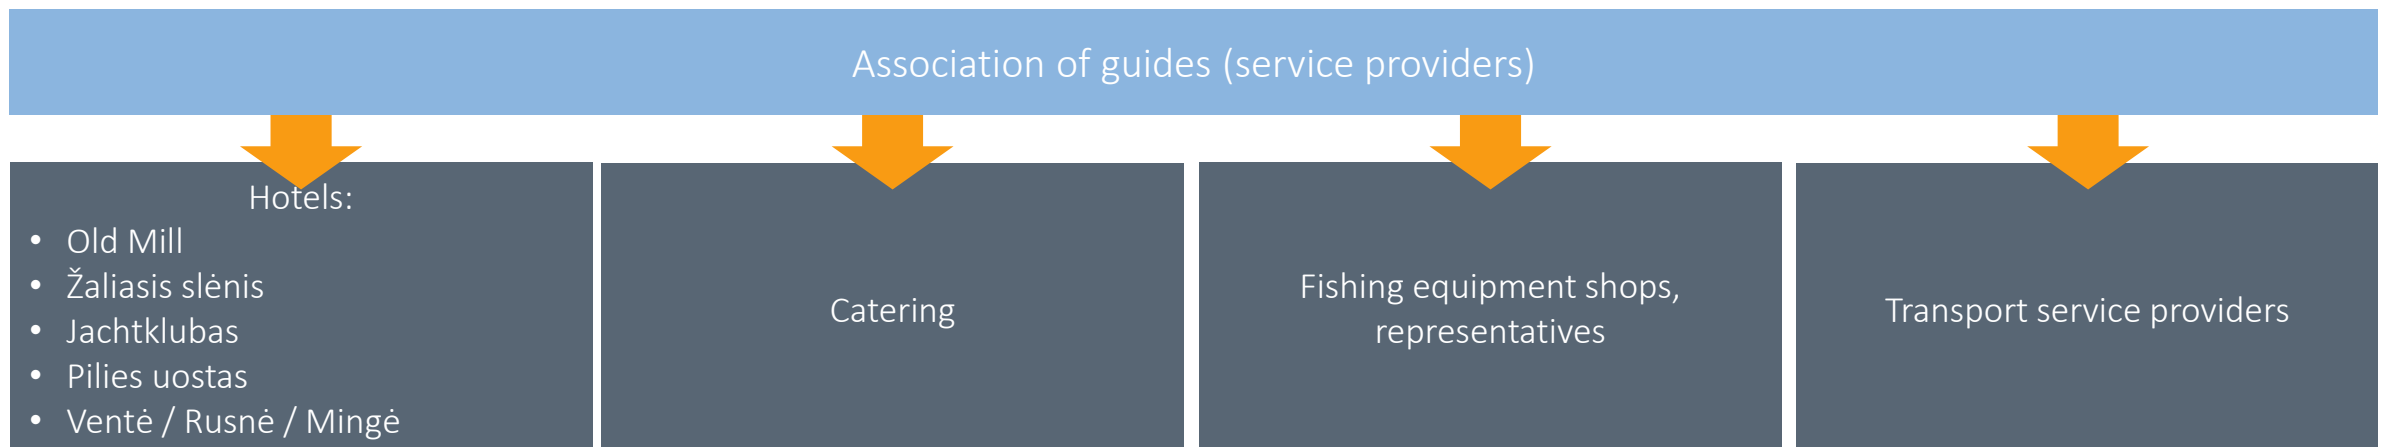 Association of guides (service providers)
Hotels:
• Old Mill
• Žaliasis slėnis
• Jachtklubas
• Pilies uostas
• Ventė / Rusnė / Mingė
Catering
Fishing equipment shops,
representatives
Transport service providers